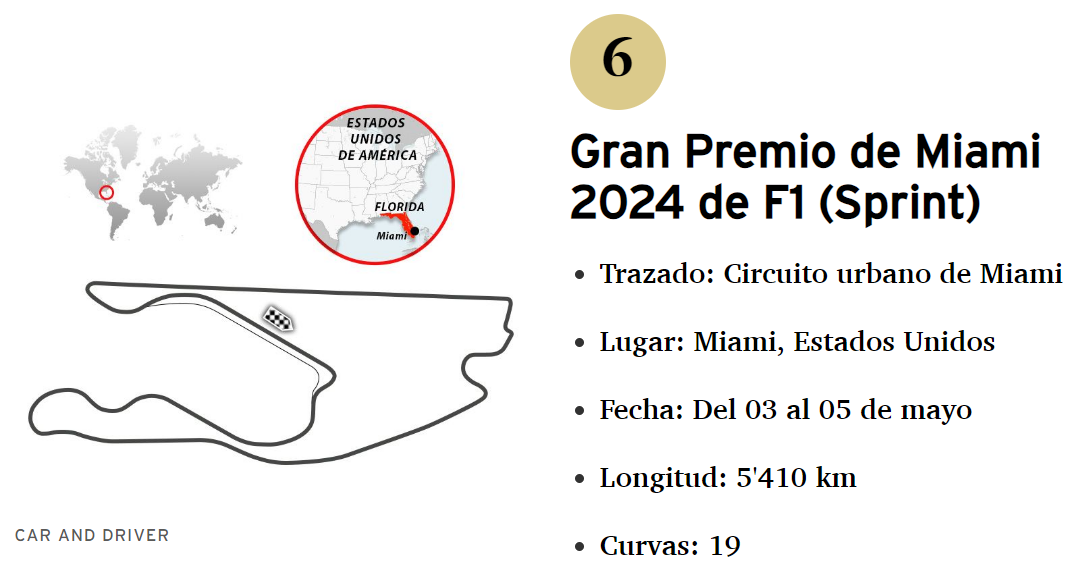 6
Gran Premio de Miami
2024 de F1 (Sprint)
ESTADOS
UNIDOS
DE AMÉRICA
FLORIDA
Miami
• Trazado: Circuito urbano de Miami
• Lugar: Miami, Estados Unidos
• Fecha: Del 03 al 05 de mayo
• Longitud: 5'410 km
• Curvas: 19
CAR AND DRIVER